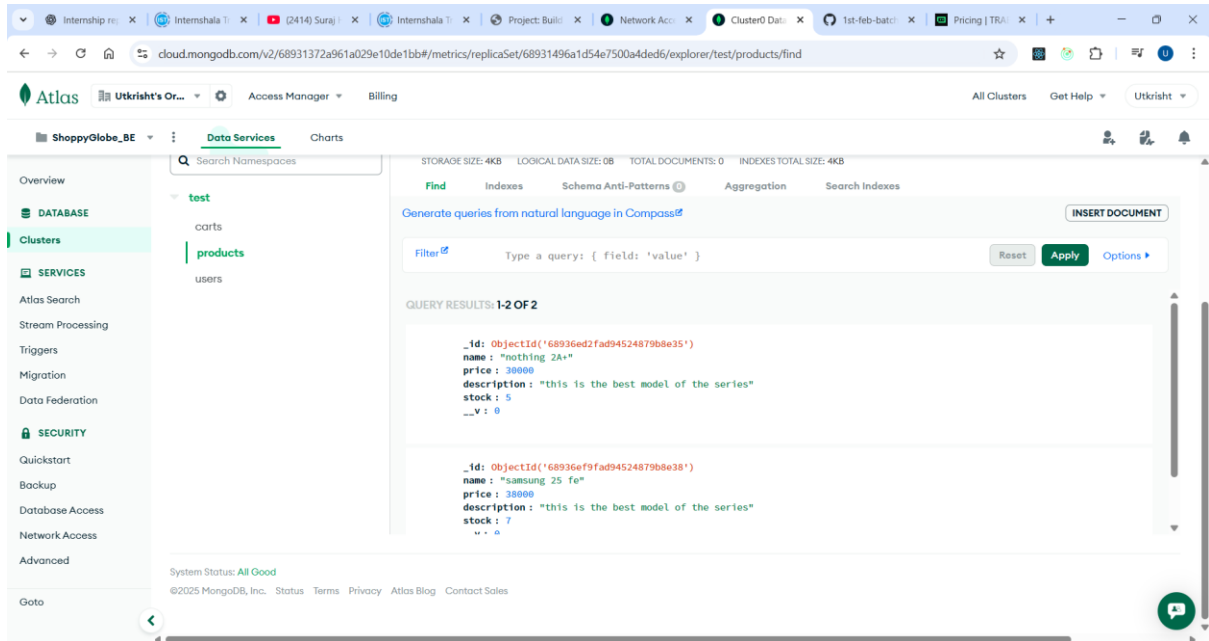 Internship rep
Internshala T
(2414) Suraj
Internshala T
Project: Build
Network Acc
Cluster0 Data
1st-feb-batch
Pricing | TRA
cloud.mongodb.com/v2/68931372a961a029e10de1bb#/metrics/replicaSet/68931496a1d54e7500a4ded6/explorer/test/products/find
U
Atlas Utkrisht's Or... Access Manager Billing All Clusters Get Help Utkrisht
ShoppyGlobe_BE Data Services Charts
Overview
DATABASE
Clusters
SERVICES
Atlas Search
Stream Processing
Triggers
Migration
Data Federation
SECURITY
Quickstart
Backup
Database Access
Network Access
Advanced
Goto
Search Namespaces
test
carts
products
users
STORAGE SIZE: 4KB LOGICAL DATA SIZE: 0B TOTAL DOCUMENTS: 0 INDEXES TOTAL SIZE: 4KB
Find Indexes Schema Anti-Patterns 0 Aggregation Search Indexes
Generate queries from natural language in Compass INSERT DOCUMENT
Filter Type a query: { field: 'value' } Reset Apply Options
QUERY RESULTS: 1-2 OF 2
_id: ObjectId('68936ed2fad94524879b8e35')
name : "nothing 2A+"
price : 30000
description : "this is the best model of the series"
stock : 5
__v : 0
_id: ObjectId('68936ef9fad94524879b8e38')
name : "samsung 25 fe"
price : 38000
description : "this is the best model of the series"
stock : 7
__v : 0
System Status: All Good
©2025 MongoDB, Inc. Status Terms Privacy Atlas Blog Contact Sales